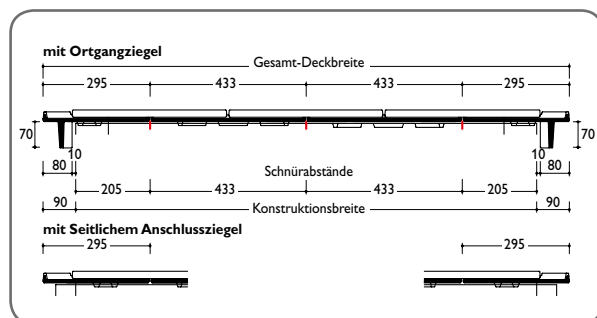 mit Ortgangziegel
Gesamt-Deckbreite
295 433 433 295
70 70
10 10
80 Schnürabstände 80
205 433 433 205
90 Konstruktionsbreite 90
mit Seitlichem Anschlussziegel
295 295